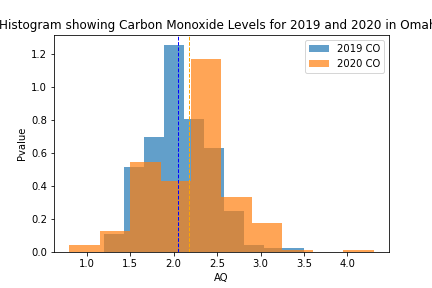 Histogram showing Carbon Monoxide Levels for 2019 and 2020 in Omah
2019 CO
2020 CO
1.2
1.0
0.8
0.6
0.4
0.2
0.0
Pvalue
1.0 1.5 2.0 2.5 3.0 3.5 4.0
AQ